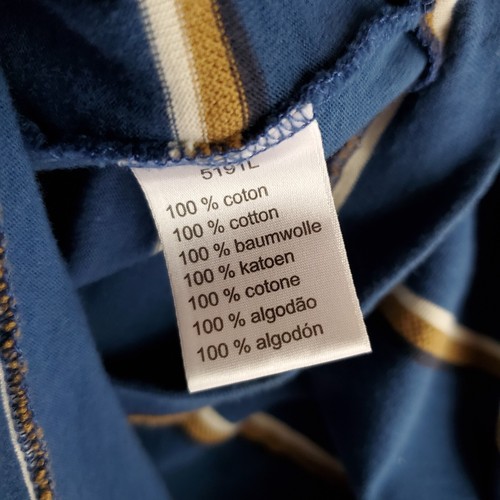 5191L
100 % coton
100 % cotton
100 % baumwolle
100 % katoen
100 % cotone
100 % algodão
100 % algodón